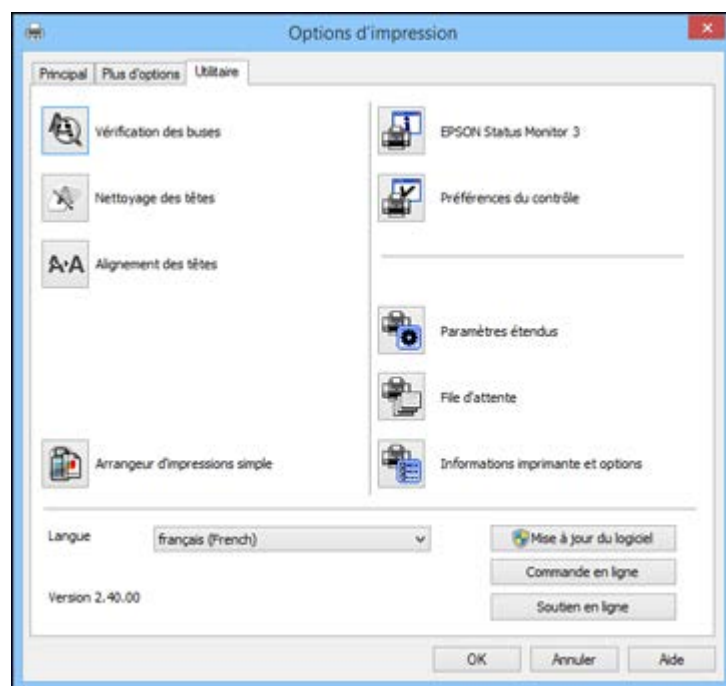 Options d'impression
Principal
Plus d'options
Utilitaire
Vérification des buses
EPSON Status Monitor 3
Nettoyage des têtes
Préférences du contrôle
A·A Alignement des têtes
Paramètres étendus
File d'attente
Arrangeur d'impressions simple
Informations imprimante et options
Langue
français (French)
Mise à jour du logiciel
Commande en ligne
Version 2.40.00
Soutien en ligne
OK
Annuler
Aide